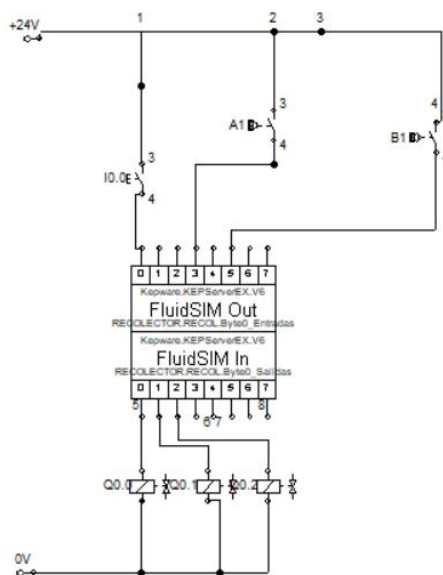 1 2 3
+24V
3 4
A1 B1
4
3
I0.0
4
0 1 2 3 4 5 6 7
Kepware.KEPServerEX.V6
FluidSIM Out
RECOLECTOR.RECOL.Byte0_Entradas
Kepware.KEPServerEX.V6
FluidSIM In
RECOLECTOR.RECOL.Byte0_Salidas
0 1 2 3 4 5 6 7
5 6 7 8
Q0.0 Q0.1 Q0.2
0V